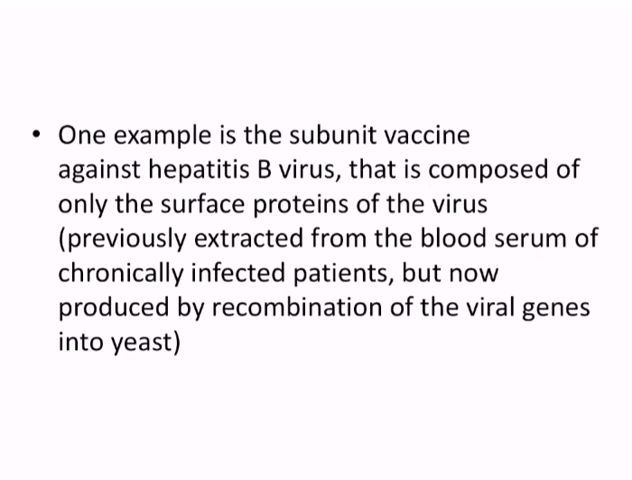 • One example is the subunit vaccine
against hepatitis B virus, that is composed of
only the surface proteins of the virus
(previously extracted from the blood serum of
chronically infected patients, but now
produced by recombination of the viral genes
into yeast)